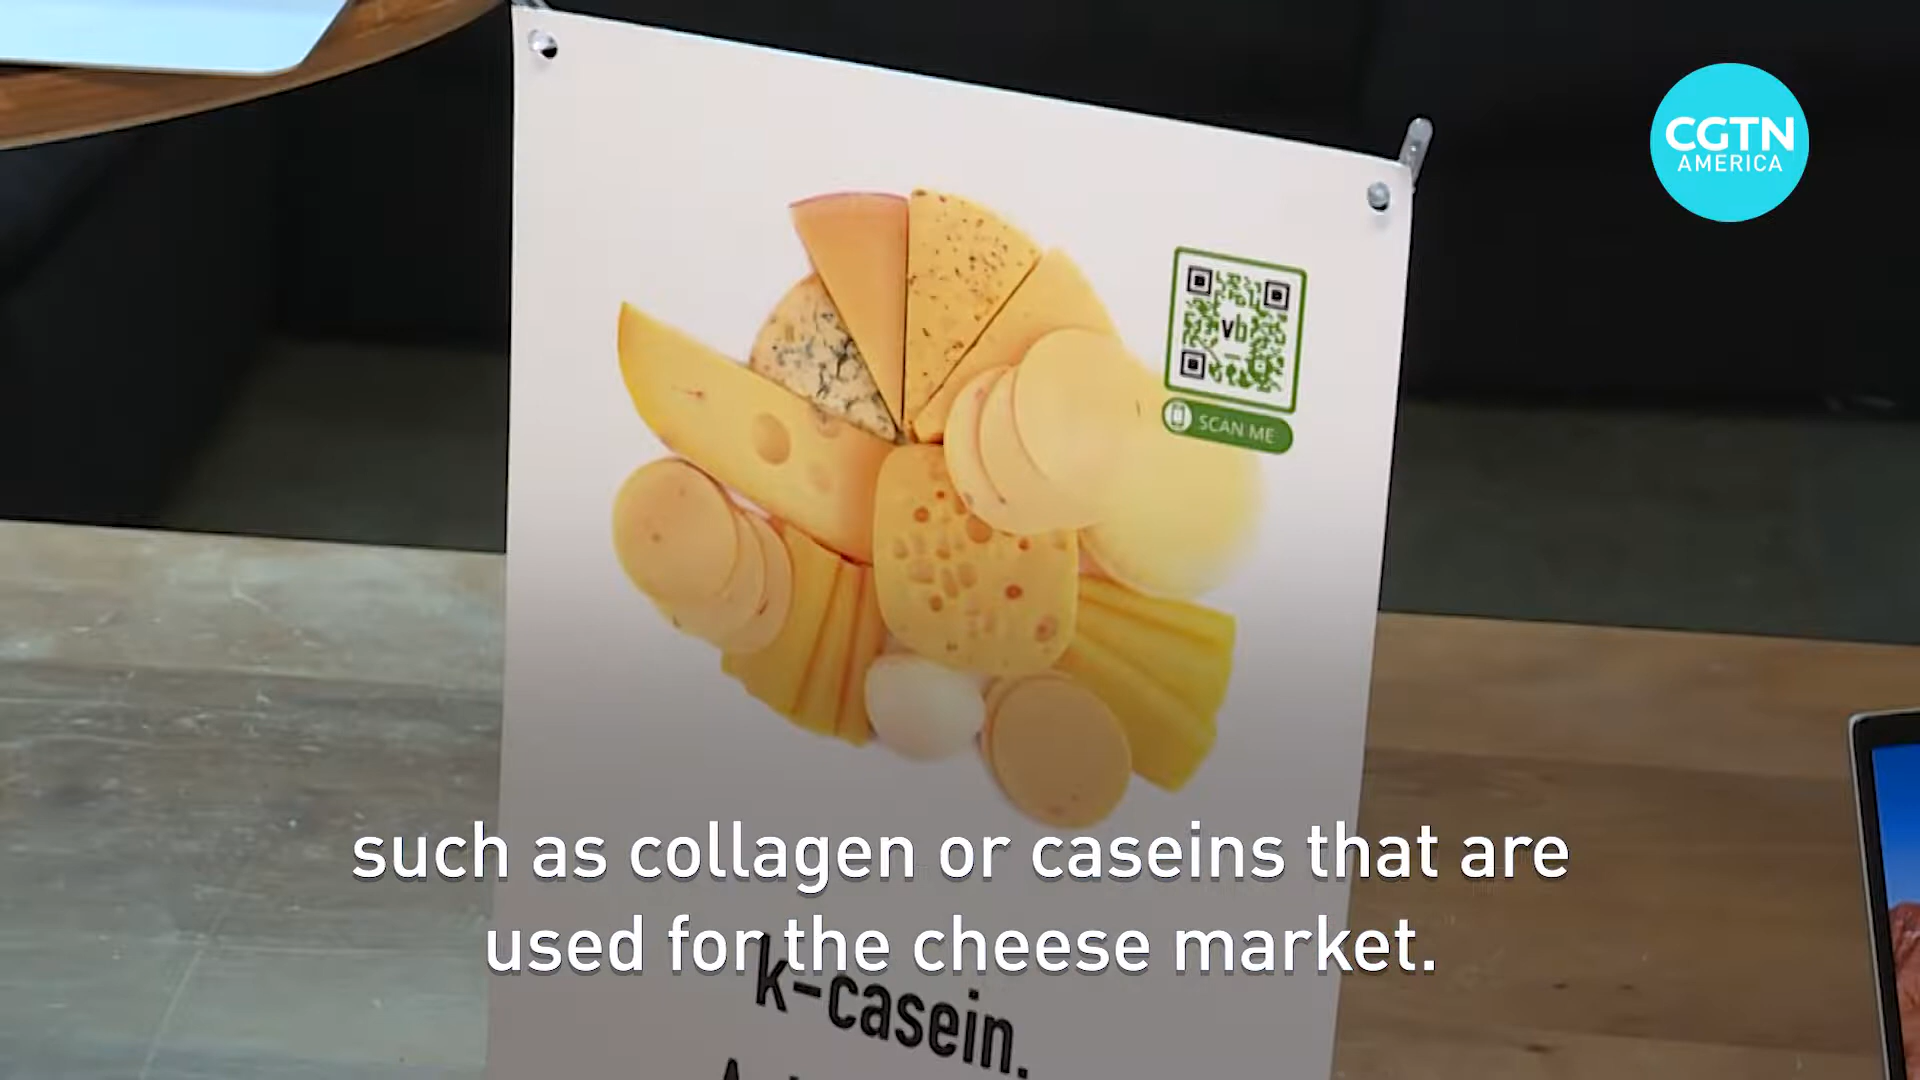 CGTN
AMERICA
vb
SCAN ME
such as collagen or caseins that are
used for the cheese market.
k-casein.